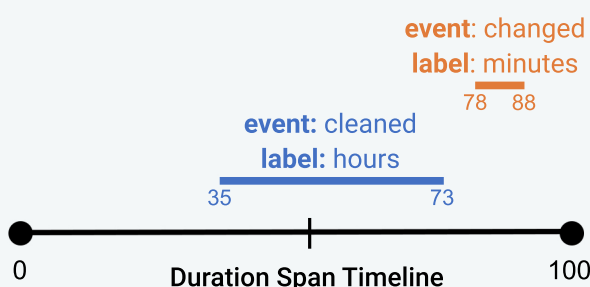 event: changed
label: minutes
78 88
event: cleaned
label: hours
35 73
0 100
Duration Span Timeline